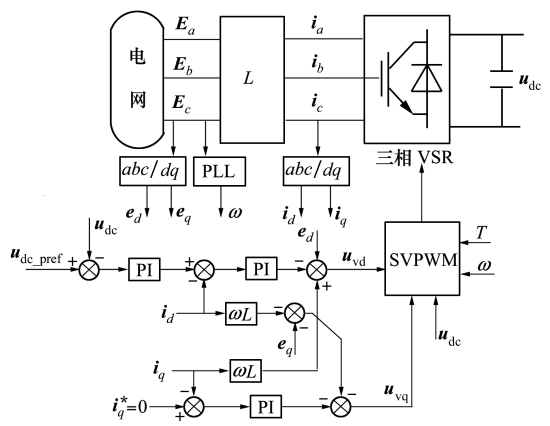 电网
E_a
E_b
E_c
L
i_a
i_b
i_c
u_dc
三相 VSR
abc/dq
PLL
abc/dq
e_d
e_q
ω
i_d
i_q
u_dc
e_d
u_dc_pref
+
−
PI
+
−
PI
−
+
u_vd
SVPWM
T
ω
u_dc
i_d
ωL
−
−
e_q
i_q
ωL
i_q^*=0
−
+
PI
−
−
u_vq